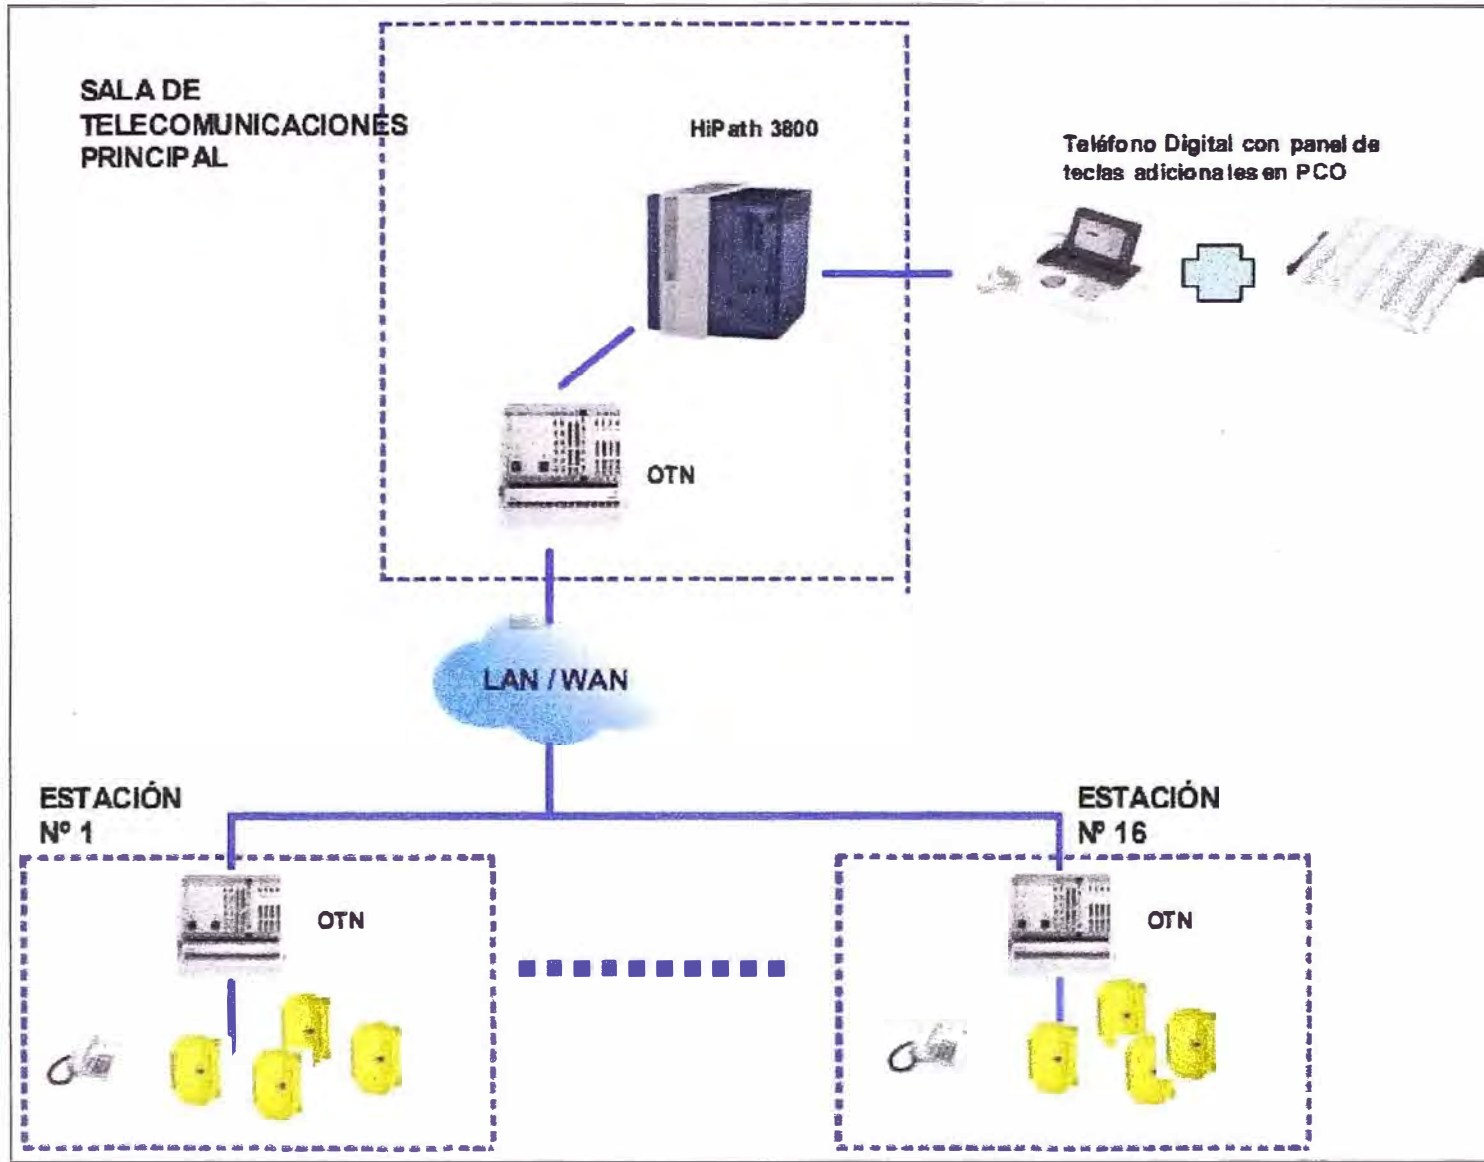 SALA DE
TELECOMUNICACIONES
PRINCIPAL
HiPath 3800
Teléfono Digital con panel de
teclas adicionales en PCO
OTN
LAN / WAN
ESTACIÓN
Nº 1
ESTACIÓN
Nº 16
OTN
OTN